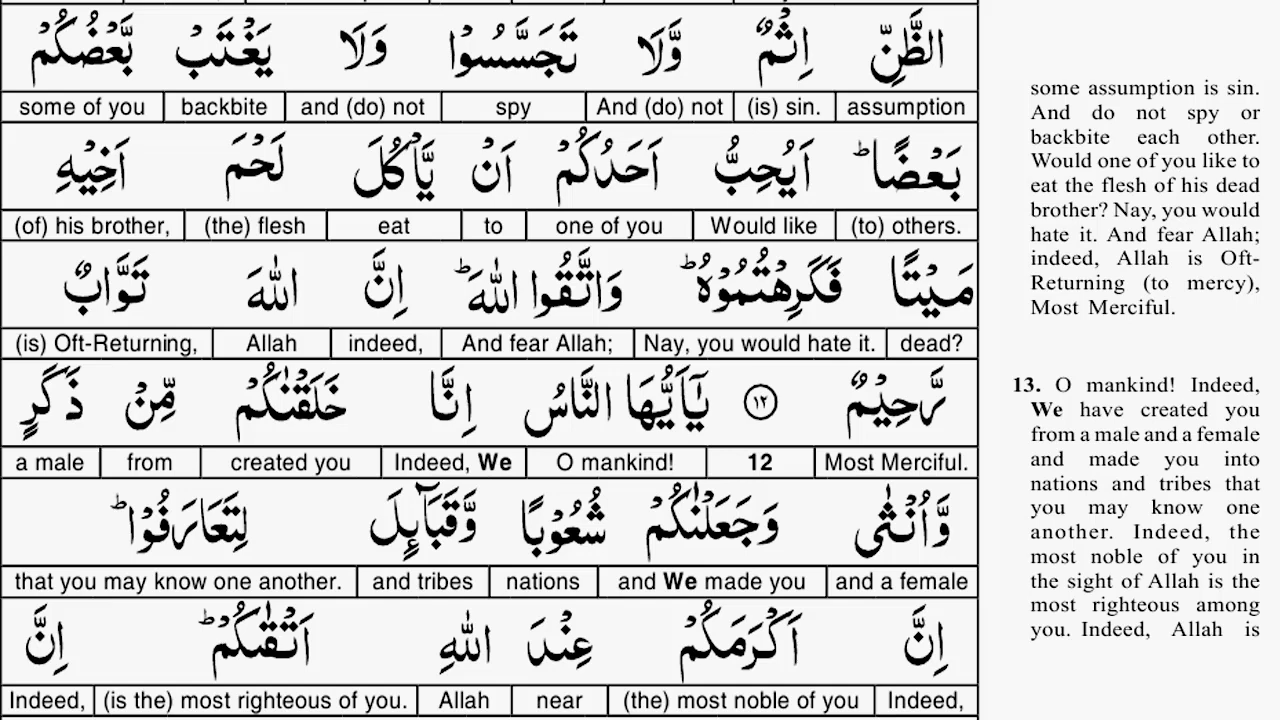 الظَّنِّ اِثْمٌ وَّلَا تَجَسَّسُوْا وَلَا يَغْتَبْ بَّعْضُكُمْ
some of you backbite and (do) not spy And (do) not (is) sin. assumption
بَعْضًا ؕ اَيُحِبُّ اَحَدُكُمْ اَنْ يَّاْكُلَ لَحْمَ اَخِيْهِ
(of) his brother, (the) flesh eat to one of you Would like (to) others.
مَيْتًا فَكَرِهْتُمُوْهُ ؕ وَاتَّقُوا اللّٰهَ ؕ اِنَّ اللّٰهَ تَوَّابٌ
(is) Oft-Returning, Allah indeed, And fear Allah; Nay, you would hate it. dead?
رَّحِيْمٌ ١٢ يٰۤاَيُّهَا النَّاسُ اِنَّا خَلَقْنٰكُمْ مِّنْ ذَكَرٍ
a male from created you Indeed, We O mankind! 12 Most Merciful.
وَّاُنْثٰى وَجَعَلْنٰكُمْ شُعُوْبًا وَّقَبَآئِلَ لِتَعَارَفُوْا ؕ
that you may know one another. and tribes nations and We made you and a female
اِنَّ اَكْرَمَكُمْ عِنْدَ اللّٰهِ اَتْقٰىكُمْ ؕ اِنَّ
Indeed, (is the) most righteous of you. Allah near (the) most noble of you Indeed,
some assumption is sin.
And do not spy or
backbite each other.
Would one of you like to
eat the flesh of his dead
brother? Nay, you would
hate it. And fear Allah;
indeed, Allah is Oft-
Returning (to mercy),
Most Merciful.
13. O mankind! Indeed,
We have created you
from a male and a female
and made you into
nations and tribes that
you may know one
another. Indeed, the
most noble of you in
the sight of Allah is the
most righteous among
you. Indeed, Allah is